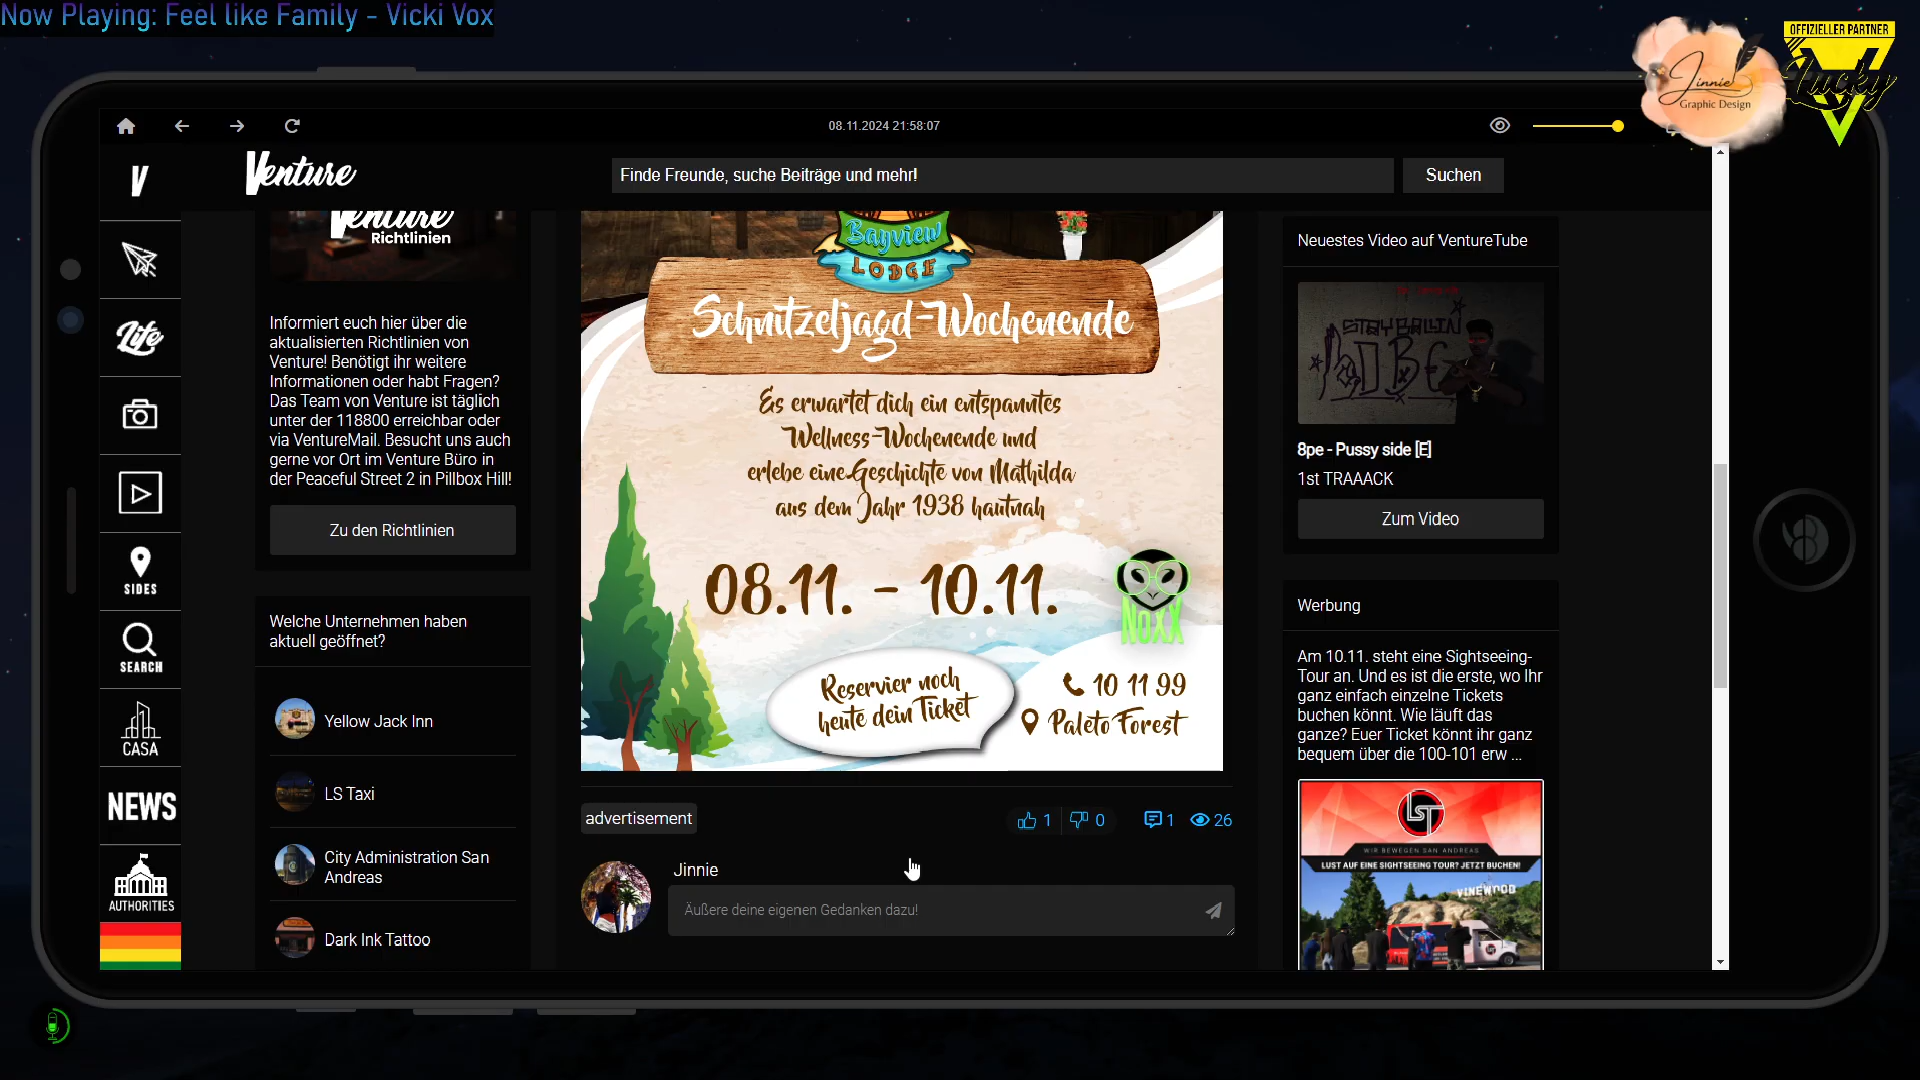 Now Playing: Feel like Family - Vicki Vox
OFFIZIELLER PARTNER
Lucky
Jinnie
Graphic Design
08.11.2024 21:58:07
V
Venture
Finde Freunde, suche Beiträge und mehr!
Suchen
Life
SIDES
SEARCH
CASA
NEWS
AUTHORITIES
Venture
Richtlinien
Informiert euch hier über die
aktualisierten Richtlinien von
Venture! Benötigt ihr weitere
Informationen oder habt Fragen?
Das Team von Venture ist täglich
unter der 118800 erreichbar oder
via VentureMail. Besucht uns auch
gerne vor Ort im Venture Büro in
der Peaceful Street 2 in Pillbox Hill!
Zu den Richtlinien
Welche Unternehmen haben
aktuell geöffnet?
Yellow Jack Inn
LS Taxi
City Administration San
Andreas
Dark Ink Tattoo
Bayview
LODGE
Schnitzeljagd-Wochenende
Es erwartet dich ein entspanntes
Wellness-Wochenende und
erlebe eine Geschichte von Mathilda
aus dem Jahr 1938 hautnah
08.11. - 10.11.
NOXX
Reservier noch
heute dein Ticket
10 11 99
Paleto Forest
advertisement
1
0
1
26
Jinnie
Äußere deine eigenen Gedanken dazu!
Neuestes Video auf VentureTube
STAY BALLIN
8pe - Pussy side [E]
1st TRAAACK
Zum Video
Werbung
Am 10.11. steht eine Sightseeing-
Tour an. Und es ist die erste, wo Ihr
ganz einfach einzelne Tickets
buchen könnt. Wie läuft das
ganze? Euer Ticket könnt ihr ganz
bequem über die 100-101 erw ...
LST
WIR BEWEGEN SAN ANDREAS
LUST AUF EINE SIGHTSEEING TOUR? JETZT BUCHEN!
VINEWOOD